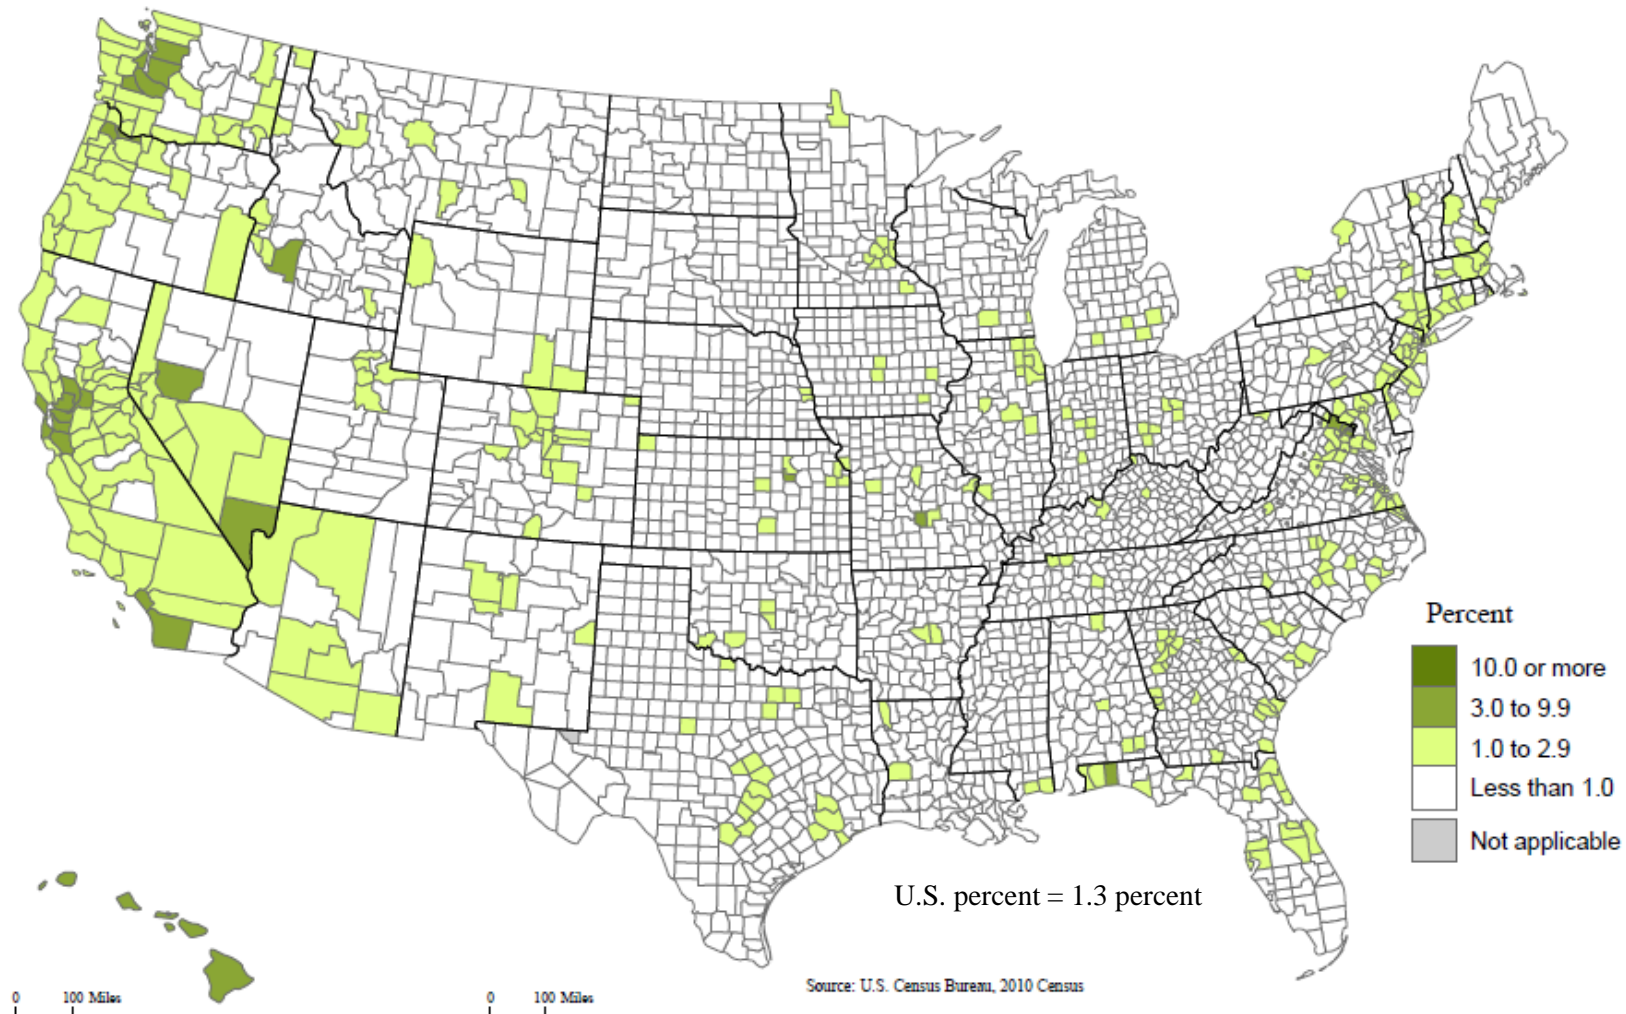 Percent
10.0 or more
3.0 to 9.9
1.0 to 2.9
Less than 1.0
Not applicable
U.S. percent = 1.3 percent
Source: U.S. Census Bureau, 2010 Census
0 100 Miles
0 100 Miles